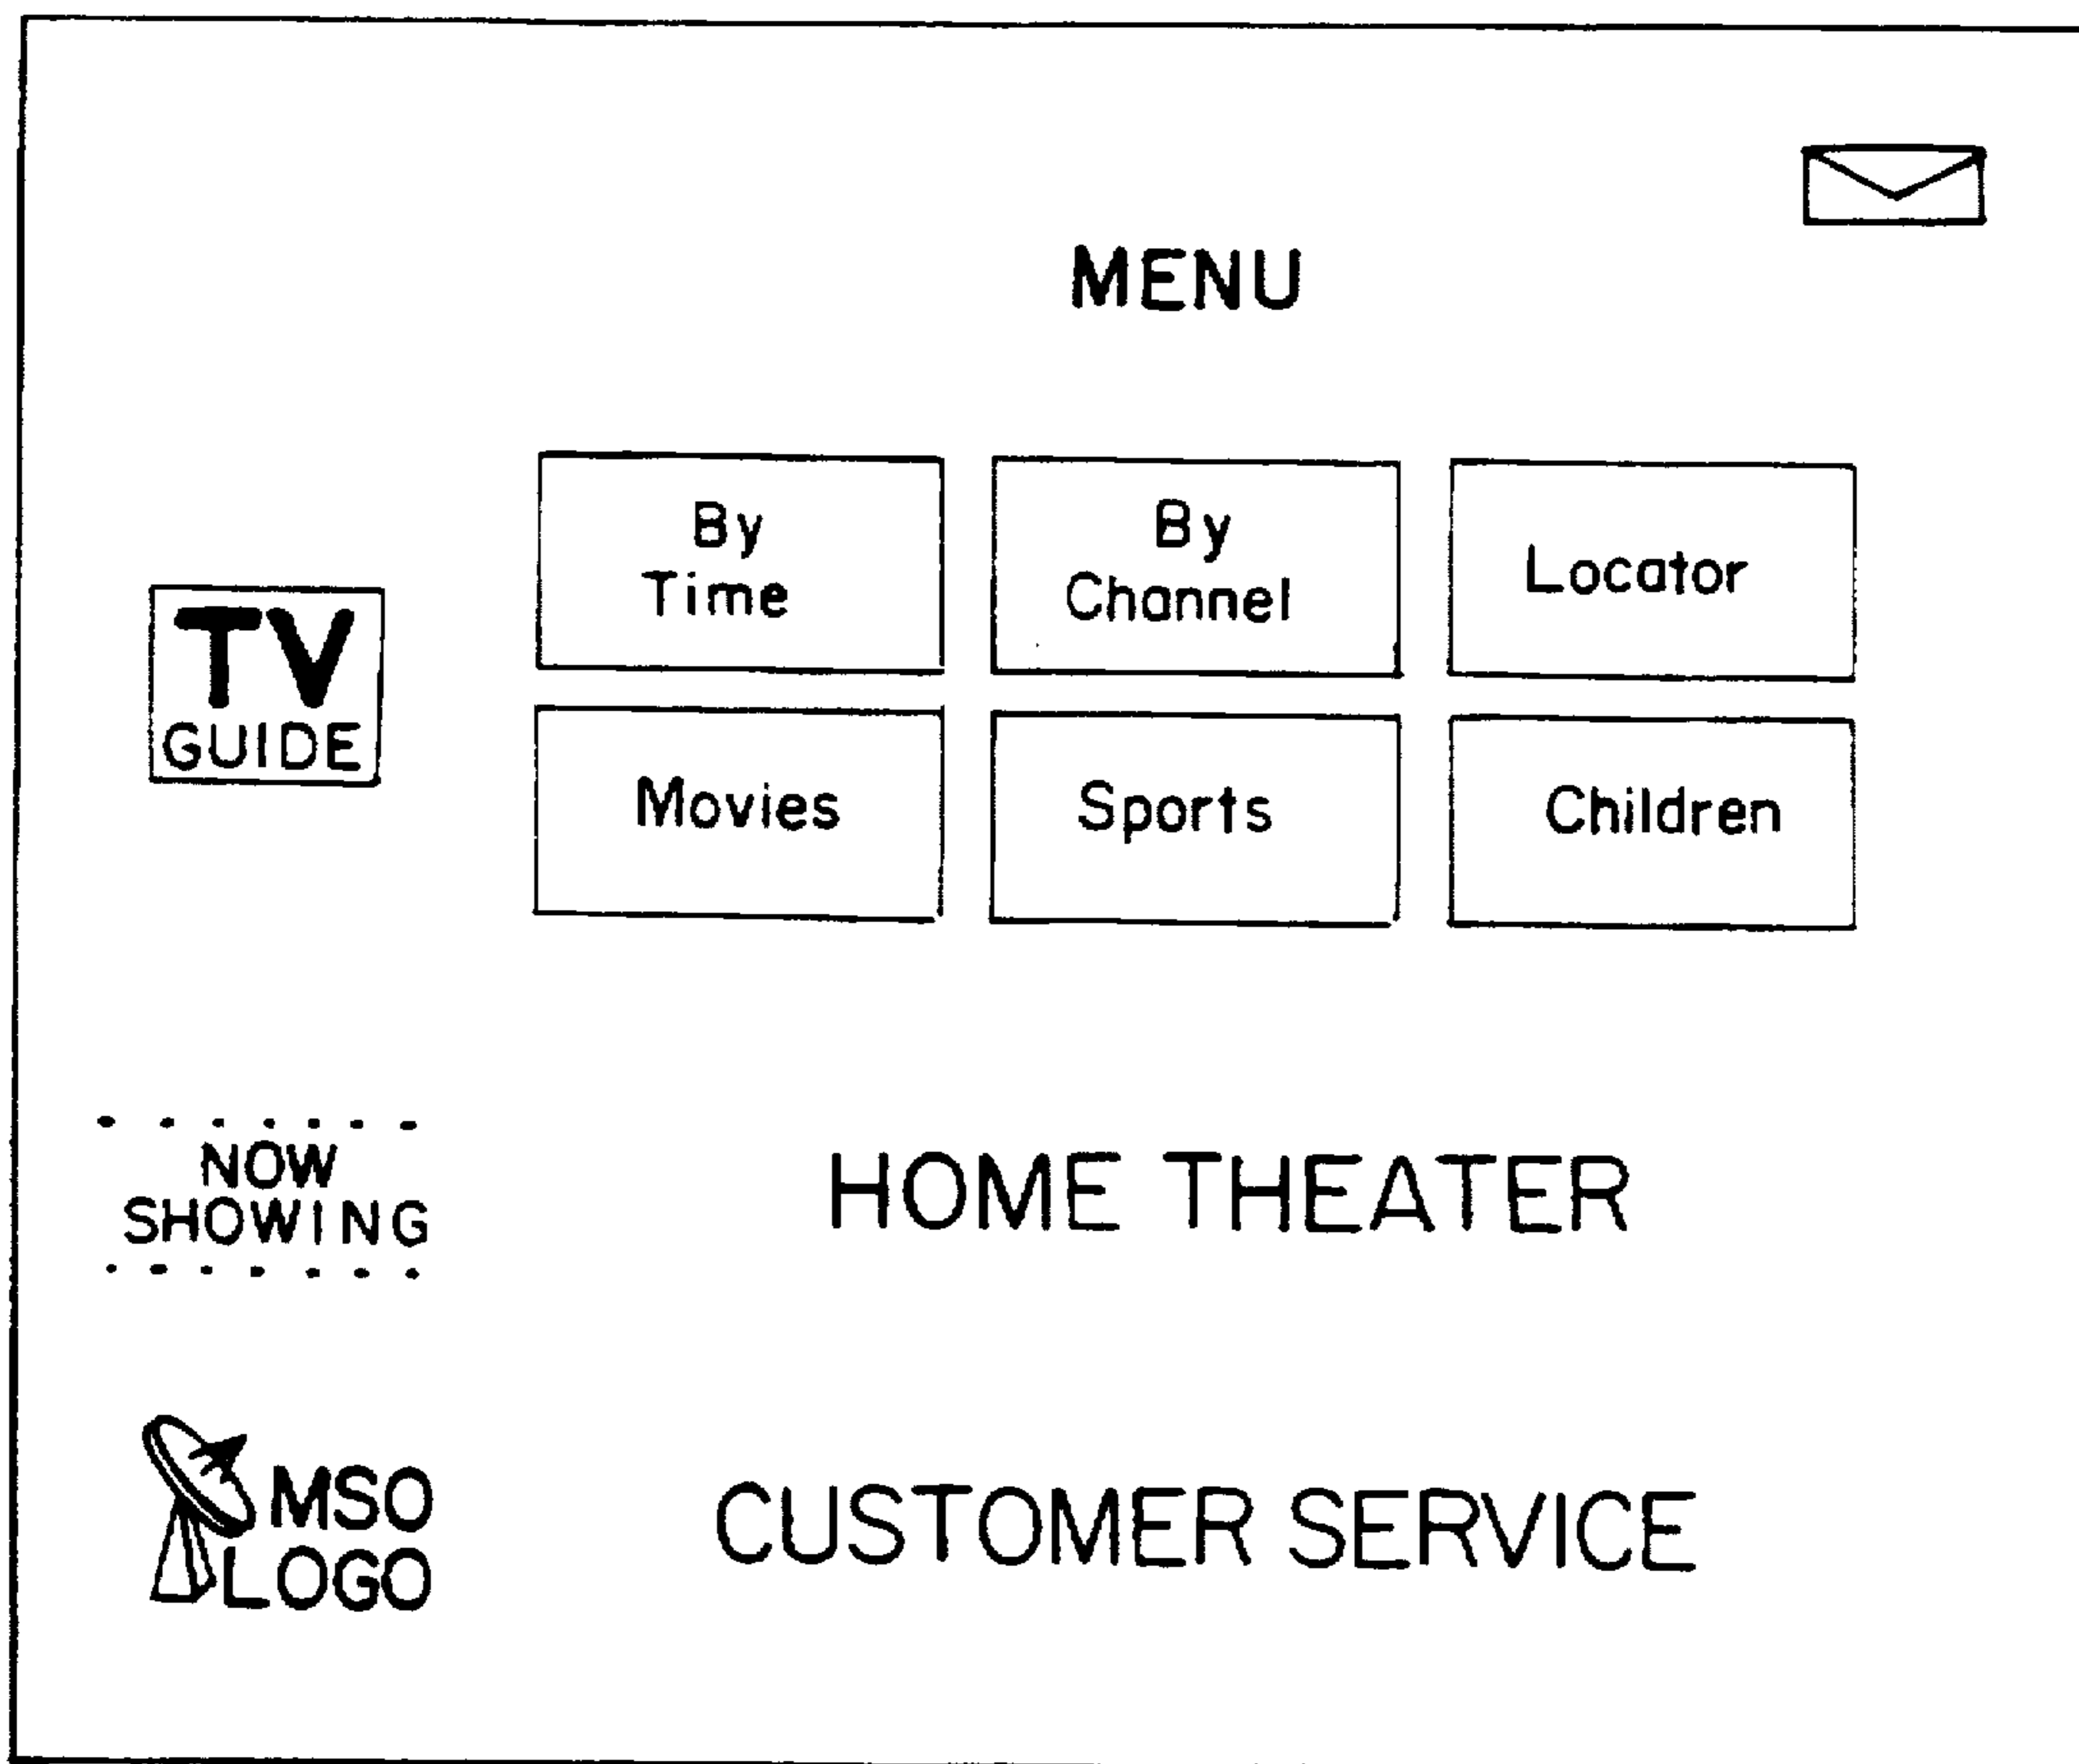 MENU
By
Time
By
Channel
Locator
TV
GUIDE
Movies
Sports
Children
NOW
SHOWING
HOME THEATER
MSO
LOGO
CUSTOMER SERVICE